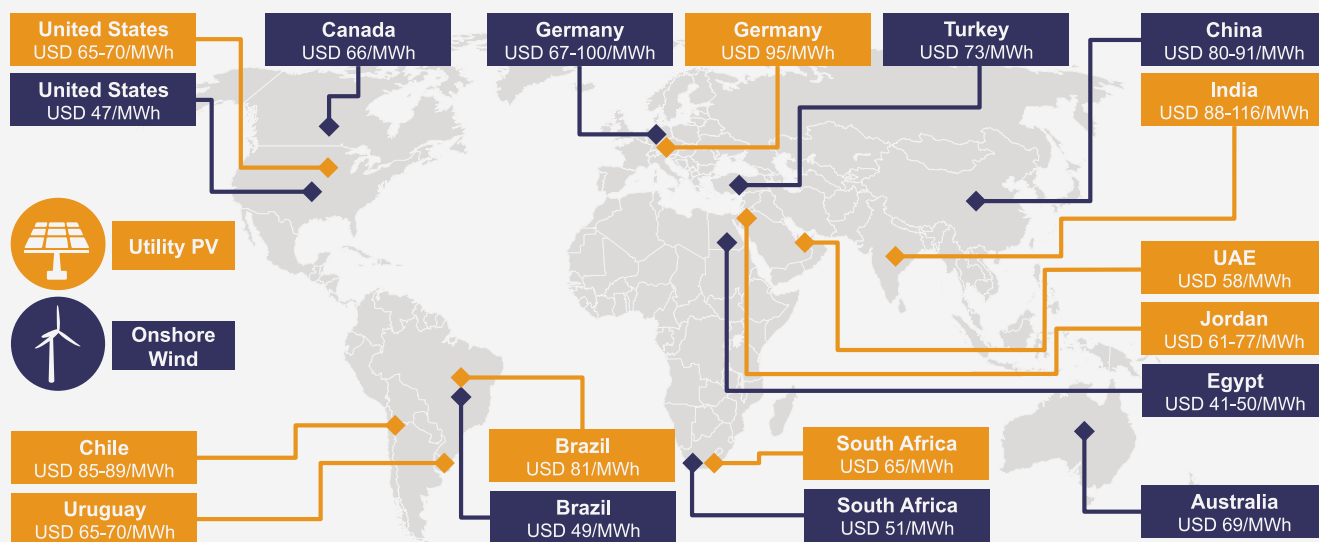 United States
USD 65-70/MWh
Canada
USD 66/MWh
Germany
USD 67-100/MWh
Germany
USD 95/MWh
Turkey
USD 73/MWh
China
USD 80-91/MWh
United States
USD 47/MWh
India
USD 88-116/MWh
Utility PV
Onshore
Wind
UAE
USD 58/MWh
Jordan
USD 61-77/MWh
Egypt
USD 41-50/MWh
Chile
USD 85-89/MWh
Brazil
USD 81/MWh
South Africa
USD 65/MWh
Uruguay
USD 65-70/MWh
Brazil
USD 49/MWh
South Africa
USD 51/MWh
Australia
USD 69/MWh